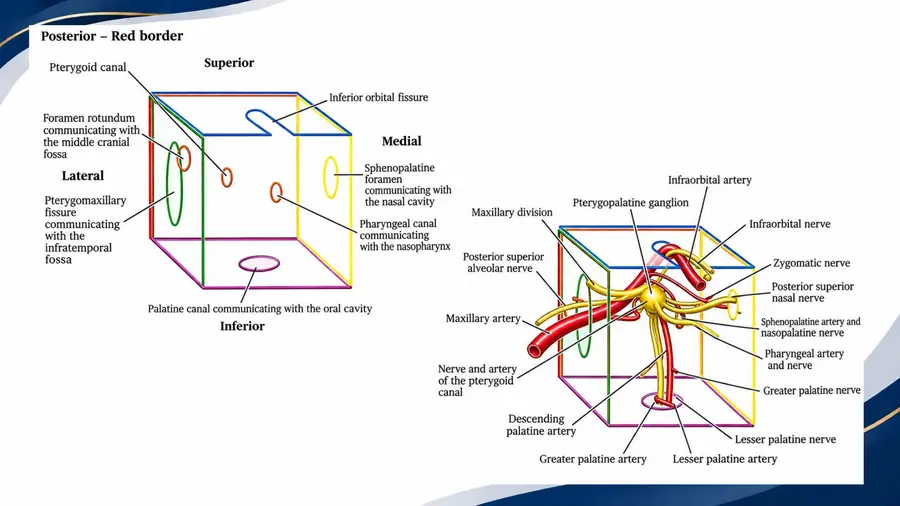 Posterior – Red border
Superior
Pterygoid canal
Inferior orbital fissure
Foramen rotundum
communicating with
the middle cranial
fossa
Medial
Lateral
Sphenopalatine
foramen
communicating with
the nasal cavity
Pterygomaxillary
fissure
communicating
with the
infratemporal
fossa
Pharyngeal canal
communicating
with the nasopharynx
Palatine canal communicating with the oral cavity
Inferior
Infraorbital artery
Pterygopalatine ganglion
Maxillary division
Infraorbital nerve
Posterior superior
alveolar nerve
Zygomatic nerve
Posterior superior
nasal nerve
Maxillary artery
Sphenopalatine artery and
nasopalatine nerve
Pharyngeal artery
and nerve
Nerve and artery
of the pterygoid
canal
Greater palatine nerve
Descending
palatine artery
Lesser palatine nerve
Greater palatine artery
Lesser palatine artery